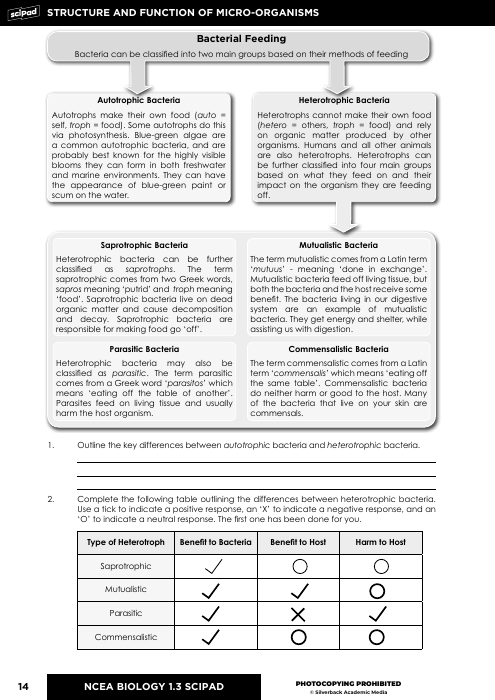 scipad STRUCTURE AND FUNCTION OF MICRO-ORGANISMS
Bacterial Feeding
Bacteria can be classified into two main groups based on their methods of feeding
Autotrophic Bacteria
Autotrophs make their own food (auto =
self, troph = food). Some autotrophs do this
via photosynthesis. Blue-green algae are
a common autotrophic bacteria, and are
probably best known for the highly visible
blooms they can form in both freshwater
and marine environments. They can have
the appearance of blue-green paint or
scum on the water.
Heterotrophic Bacteria
Heterotrophs cannot make their own food
(hetero = others, troph = food) and rely
on organic matter produced by other
organisms. Humans and all other animals
are also heterotrophs. Heterotrophs can
be further classified into four main groups
based on what they feed on and their
impact on the organism they are feeding
off.
Saprotrophic Bacteria
Heterotrophic bacteria can be further
classified as saprotrophs. The term
saprotrophic comes from two Greek words,
sapros meaning ‘putrid’ and troph meaning
‘food’. Saprotrophic bacteria live on dead
organic matter and cause decomposition
and decay. Saprotrophic bacteria are
responsible for making food go ‘off’.
Mutualistic Bacteria
The term mutualistic comes from a Latin term
‘mutuus’ - meaning ‘done in exchange’.
Mutualistic bacteria feed off living tissue, but
both the bacteria and the host receive some
benefit. The bacteria living in our digestive
system are an example of mutualistic
bacteria. They get energy and shelter, while
assisting us with digestion.
Parasitic Bacteria
Heterotrophic bacteria may also be
classified as parasitic. The term parasitic
comes from a Greek word ‘parasitos’ which
means ‘eating off the table of another’.
Parasites feed on living tissue and usually
harm the host organism.
Commensalistic Bacteria
The term commensalistic comes from a Latin
term ‘commensals’ which means ‘eating off
the same table’. Commensalistic bacteria
do neither harm or good to the host. Many
of the bacteria that live on your skin are
commensals.
1. Outline the key differences between autotrophic bacteria and heterotrophic bacteria.
2. Complete the following table outlining the differences between heterotrophic bacteria.
Use a tick to indicate a positive response, an ‘X’ to indicate a negative response, and an
‘O’ to indicate a neutral response. The first one has been done for you.
Type of Heterotroph Benefit to Bacteria Benefit to Host Harm to Host
Saprotrophic ✓ O O
Mutualistic ✓ ✓ O
Parasitic ✓ X ✓
Commensalistic ✓ O O
14 NCEA BIOLOGY 1.3 SCIPAD PHOTOCOPYING PROHIBITED
© Silverback Academic Media